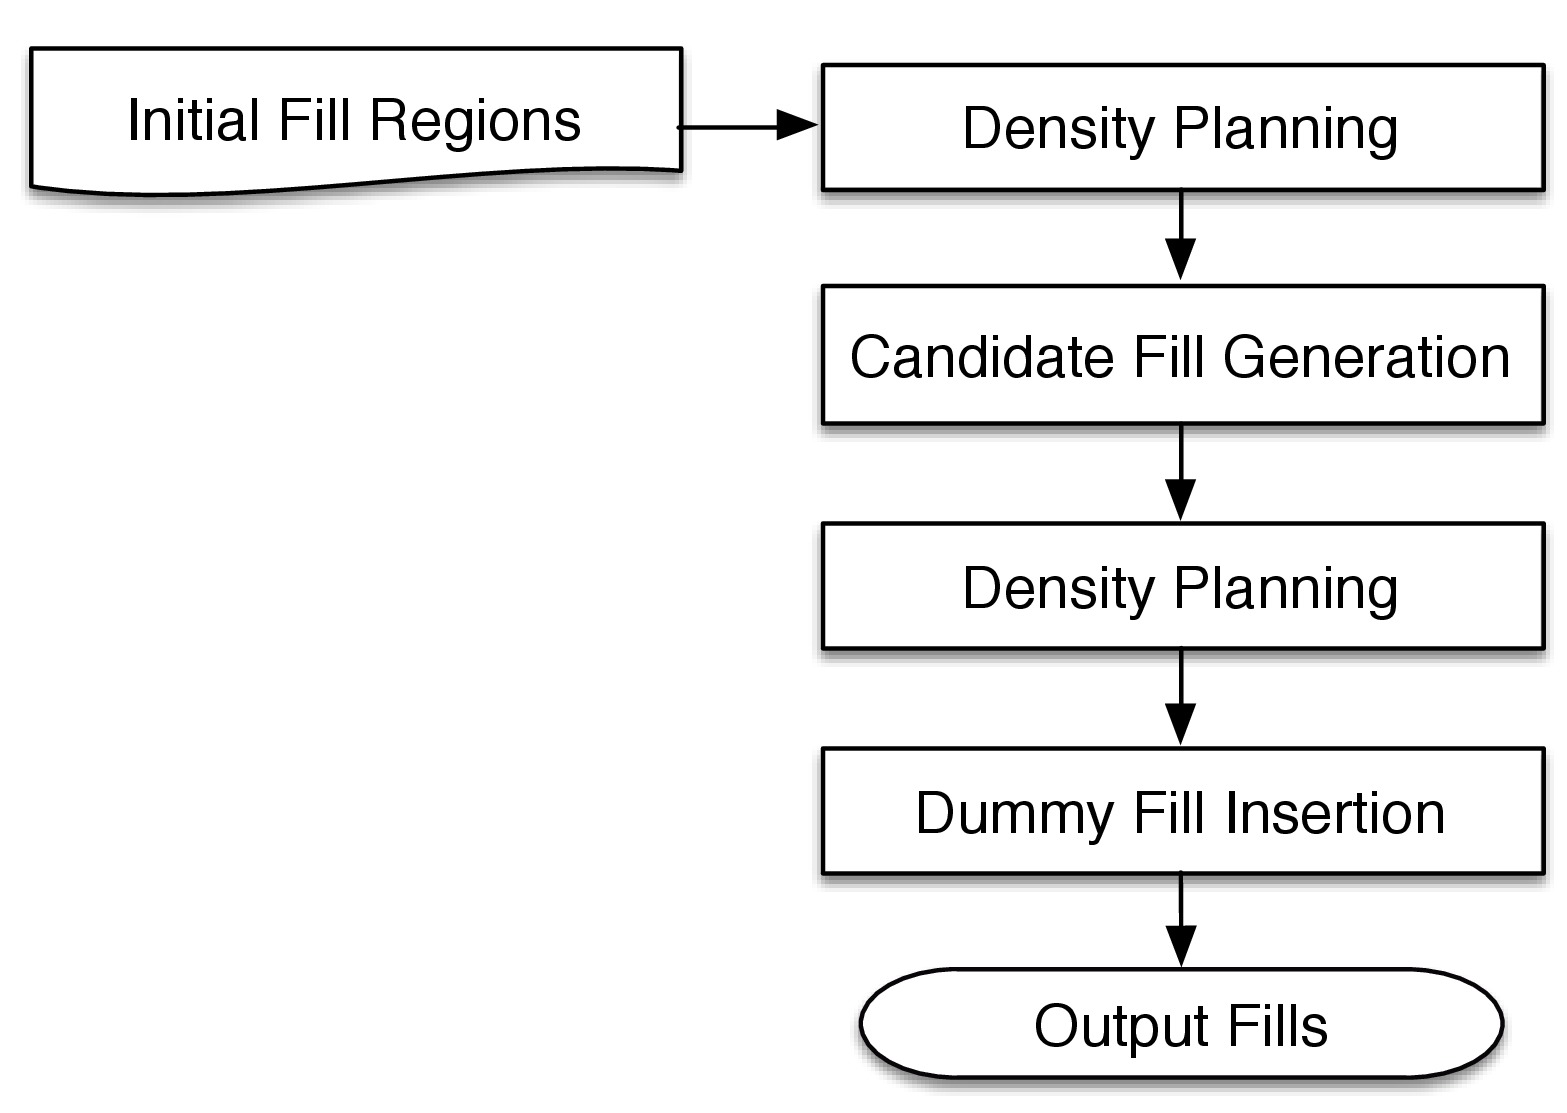 Initial Fill Regions
Density Planning
Candidate Fill Generation
Density Planning
Dummy Fill Insertion
Output Fills